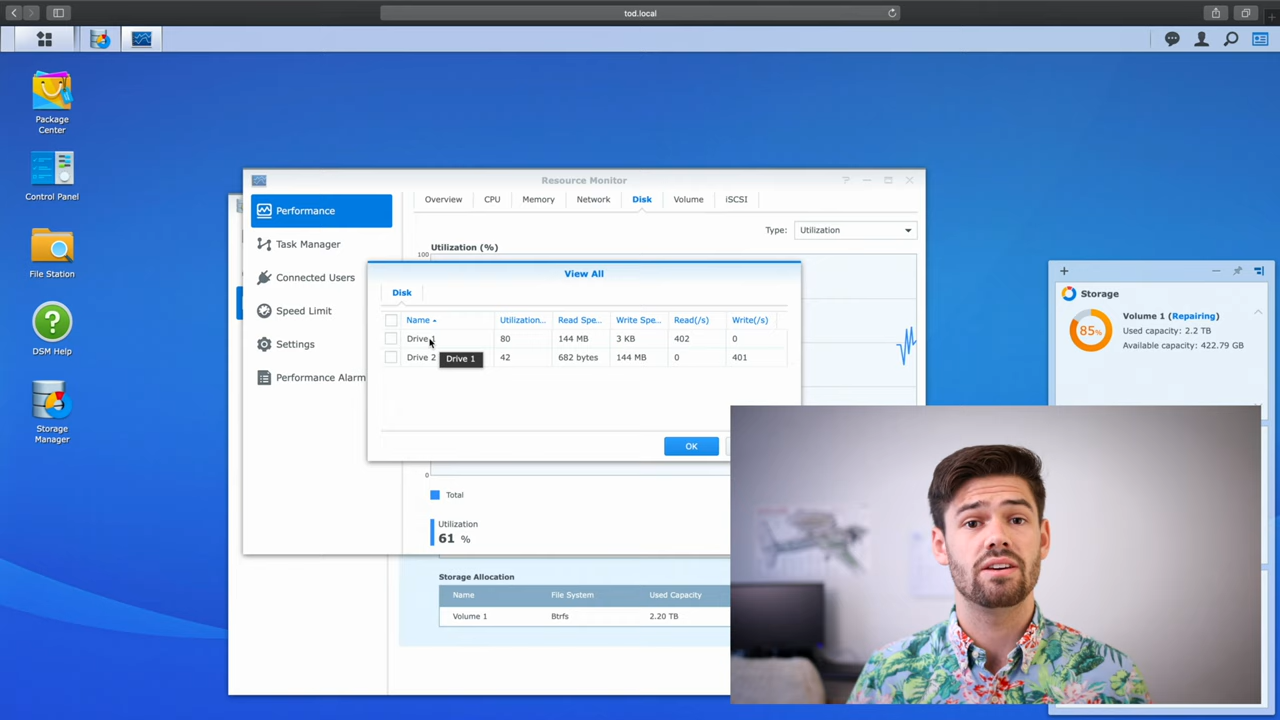 tod.local
Package
Center
Control Panel
File Station
DSM Help
Storage
Manager
Resource Monitor
?
Performance
Task Manager
Connected Users
Speed Limit
Settings
Performance Alarm
Overview CPU Memory Network Disk Volume iSCSI
Type: Utilization
Utilization (%)
100
View All
Disk
Name Utilization... Read Spe... Write Spe... Read(/s) Write(/s)
Drive 1 80 144 MB 3 KB 402 0
Drive 2 42 682 bytes 144 MB 0 401
Drive 1
OK
0
Total
Utilization
61 %
Storage Allocation
Name File System Used Capacity
Volume 1 Btrfs 2.20 TB
Storage
85%
Volume 1 (Repairing)
Used capacity: 2.2 TB
Available capacity: 422.79 GB